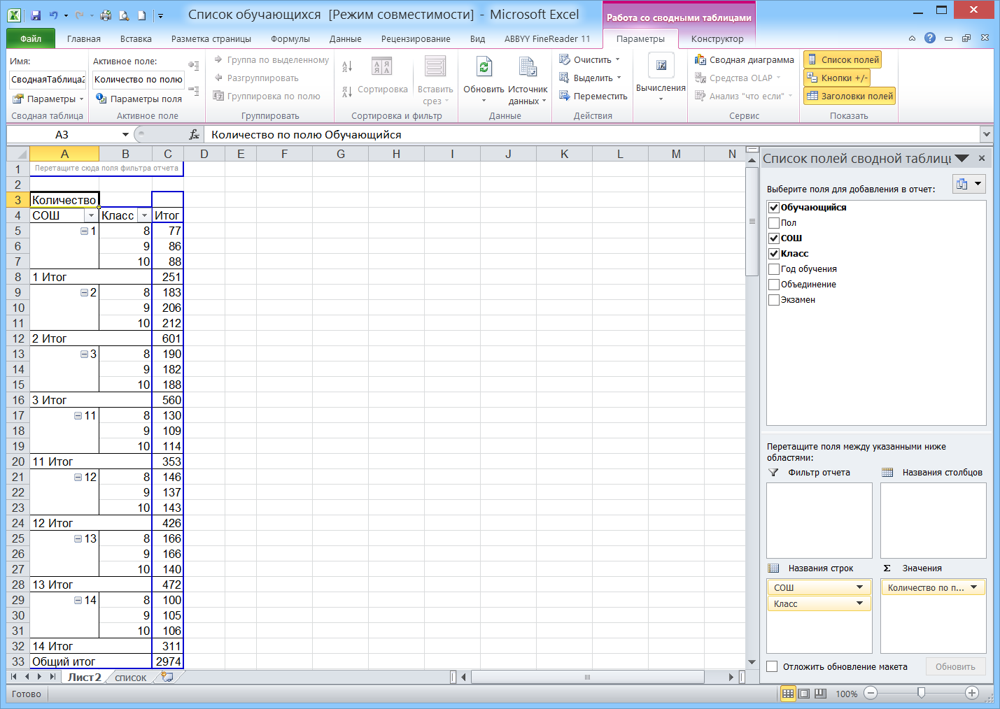 Список обучающихся  [Режим совместимости]  -  Microsoft Excel
Работа со сводными таблицами
Файл
Главная
Вставка
Разметка страницы
Формулы
Данные
Рецензирование
Вид
ABBYY FineReader 11
Параметры
Конструктор
Имя:
СводнаяТаблица2
Параметры
Сводная таблица
Активное поле:
Количество по полю
Параметры поля
Активное поле
Группа по выделенному
Разгруппировать
Группировка по полю
Группировать
Сортировка
Вставить
срез
Сортировка и фильтр
Обновить
Источник
данных
Данные
Очистить
Выделить
Переместить
Действия
Вычисления
Сводная диаграмма
Средства OLAP
Анализ "что если"
Сервис
Список полей
Кнопки +/-
Заголовки полей
Показать
A3
fx
Количество по полю Обучающийся
A B C D E F G H I J K L M N
1 Перетащите сюда поля фильтра отчета
2
3 Количество
4 СОШ Класс Итог
5 1 8 77
6 9 86
7 10 88
8 1 Итог 251
9 2 8 183
10 9 206
11 10 212
12 2 Итог 601
13 3 8 190
14 9 182
15 10 188
16 3 Итог 560
17 11 8 130
18 9 109
19 10 114
20 11 Итог 353
21 12 8 146
22 9 137
23 10 143
24 12 Итог 426
25 13 8 166
26 9 166
27 10 140
28 13 Итог 472
29 14 8 100
30 9 105
31 10 106
32 14 Итог 311
33 Общий итог 2974
Список полей сводной таблиц
Выберите поля для добавления в отчет:
Обучающийся
Пол
СОШ
Класс
Год обучения
Объединение
Экзамен
Перетащите поля между указанными ниже
областями:
Фильтр отчета
Названия столбцов
Названия строк
Σ Значения
СОШ
Класс
Количество по п...
Отложить обновление макета
Обновить
Лист2
список
Готово
100%